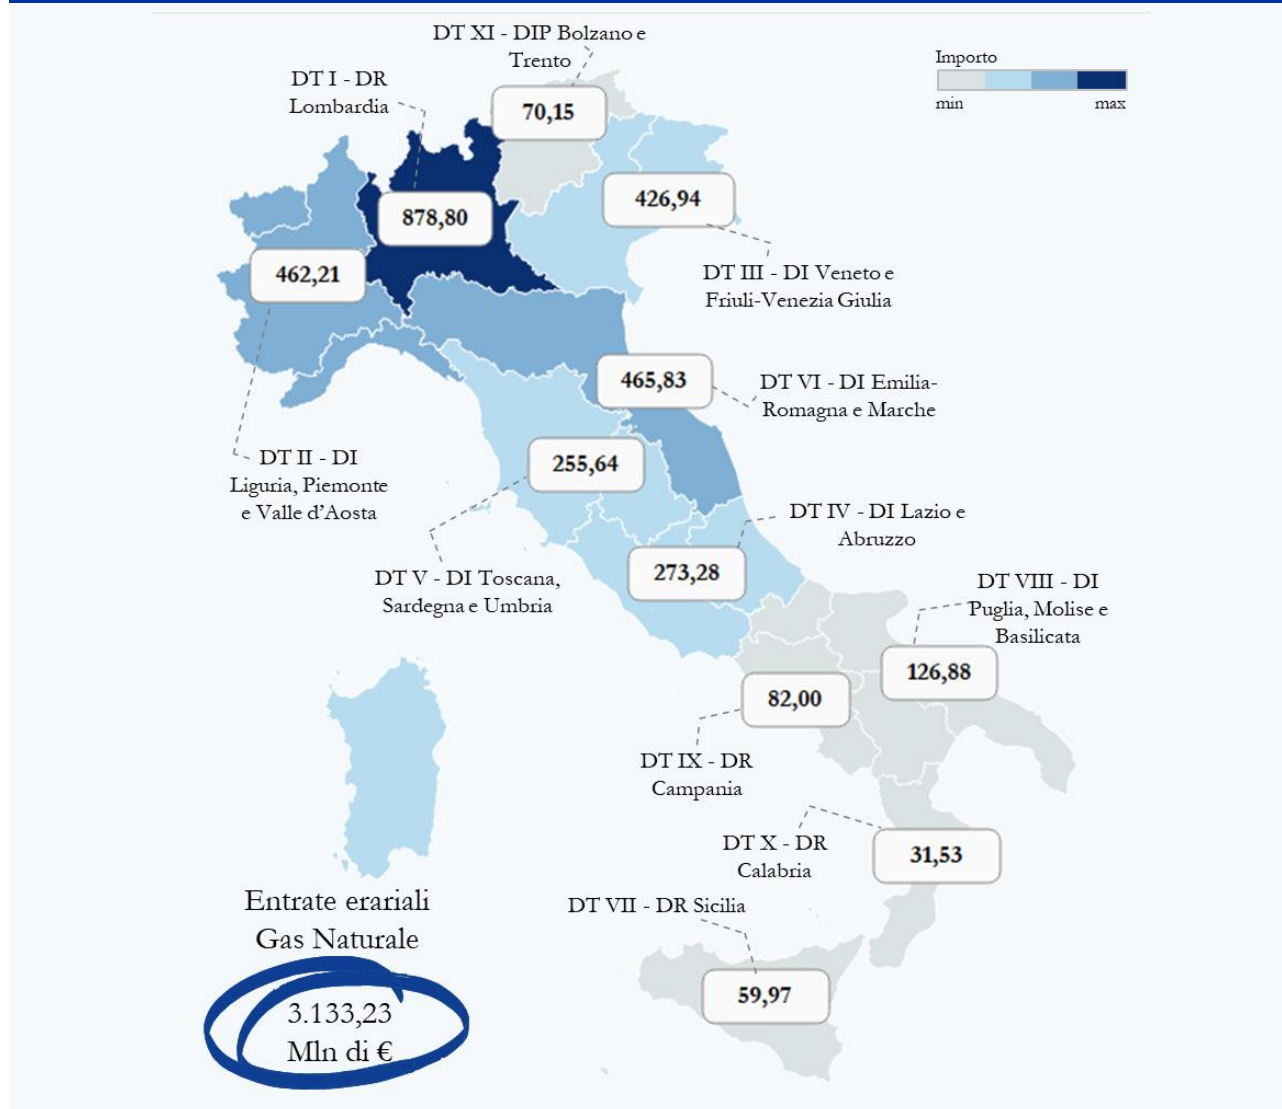 DT XI - DIP Bolzano e
Trento
70,15
Importo
min
max
DT I - DR
Lombardia
878,80
426,94
DT III - DI Veneto e
Friuli-Venezia Giulia
462,21
DT II - DI
Liguria, Piemonte
e Valle d’Aosta
465,83
DT VI - DI Emilia-
Romagna e Marche
255,64
DT V - DI Toscana,
Sardegna e Umbria
DT IV - DI Lazio e
Abruzzo
273,28
DT VIII - DI
Puglia, Molise e
Basilicata
126,88
82,00
DT IX - DR
Campania
DT X - DR
Calabria
31,53
DT VII - DR Sicilia
59,97
Entrate erariali
Gas Naturale
3.133,23
Mln di €